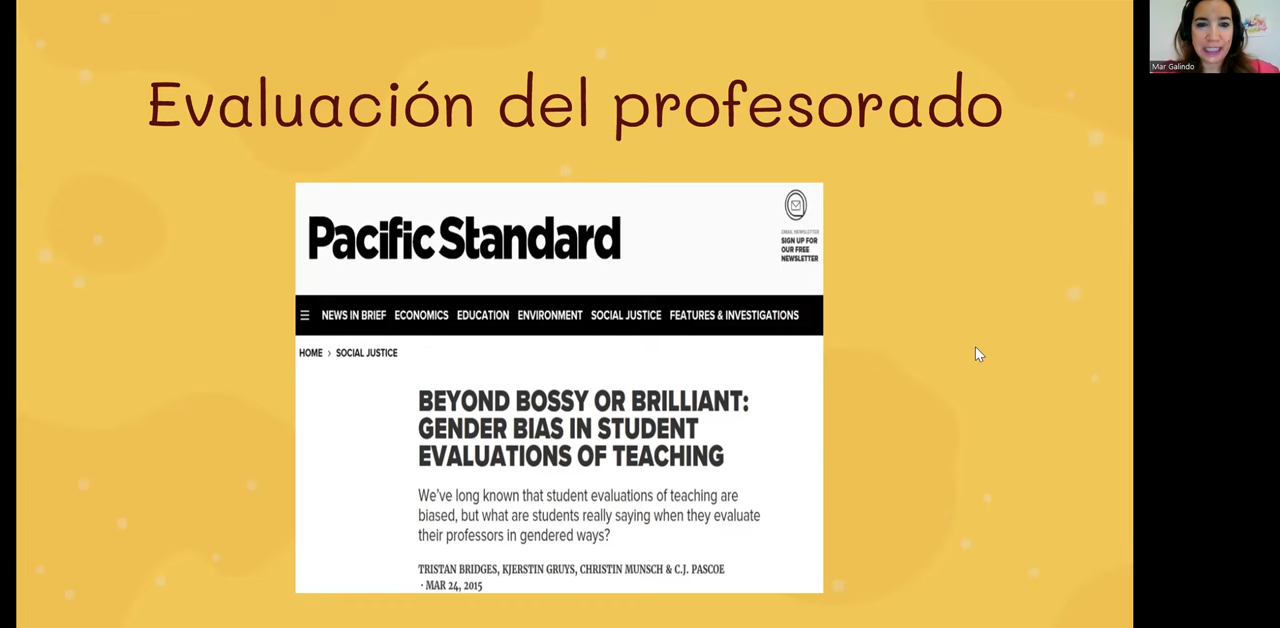 Evaluación del profesorado
Mar Galindo
Pacific Standard
EMAIL NEWSLETTER
SIGN UP FOR
OUR FREE
NEWSLETTER
☰ NEWS IN BRIEF ECONOMICS EDUCATION ENVIRONMENT SOCIAL JUSTICE FEATURES & INVESTIGATIONS
HOME › SOCIAL JUSTICE
BEYOND BOSSY OR BRILLIANT:
GENDER BIAS IN STUDENT
EVALUATIONS OF TEACHING
We've long known that student evaluations of teaching are
biased, but what are students really saying when they evaluate
their professors in gendered ways?
TRISTAN BRIDGES, KJERSTIN GRUYS, CHRISTIN MUNSCH & C.J. PASCOE
· MAR 24, 2015